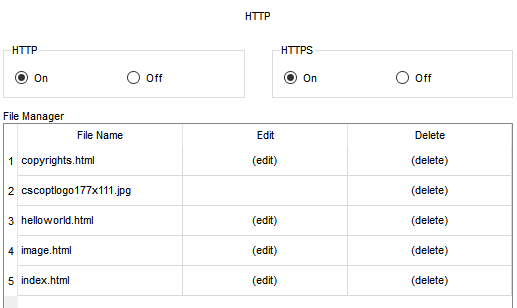 HTTP
HTTP HTTPS
On Off On Off
File Manager
File Name Edit Delete
1 copyrights.html (edit) (delete)
2 cscoptlogo177x111.jpg (delete)
3 helloworld.html (edit) (delete)
4 image.html (edit) (delete)
5 index.html (edit) (delete)